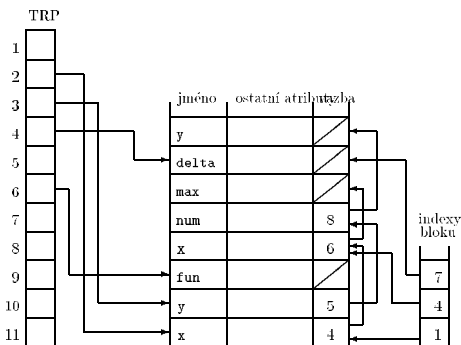 TRP
jméno ostatní atributy vazba
1
2
3
4 y
5 delta
6 max
7 num 8
indexy
bloku
8 x 6
9 fun 7
10 y 5 4
11 x 4 1